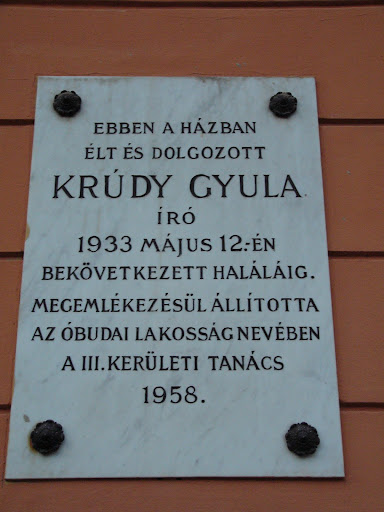 EBBEN A HÁZBAN
ÉLT ÉS DOLGOZOTT
KRÚDY GYULA
ÍRÓ
1933 MÁJUS 12.-ÉN
BEKÖVETKEZETT HALÁLÁIG.
MEGEMLÉKEZÉSÜL ÁLLÍTOTTA
AZ ÓBUDAI LAKOSSÁG NEVÉBEN
A III. KERÜLETI TANÁCS
1958.